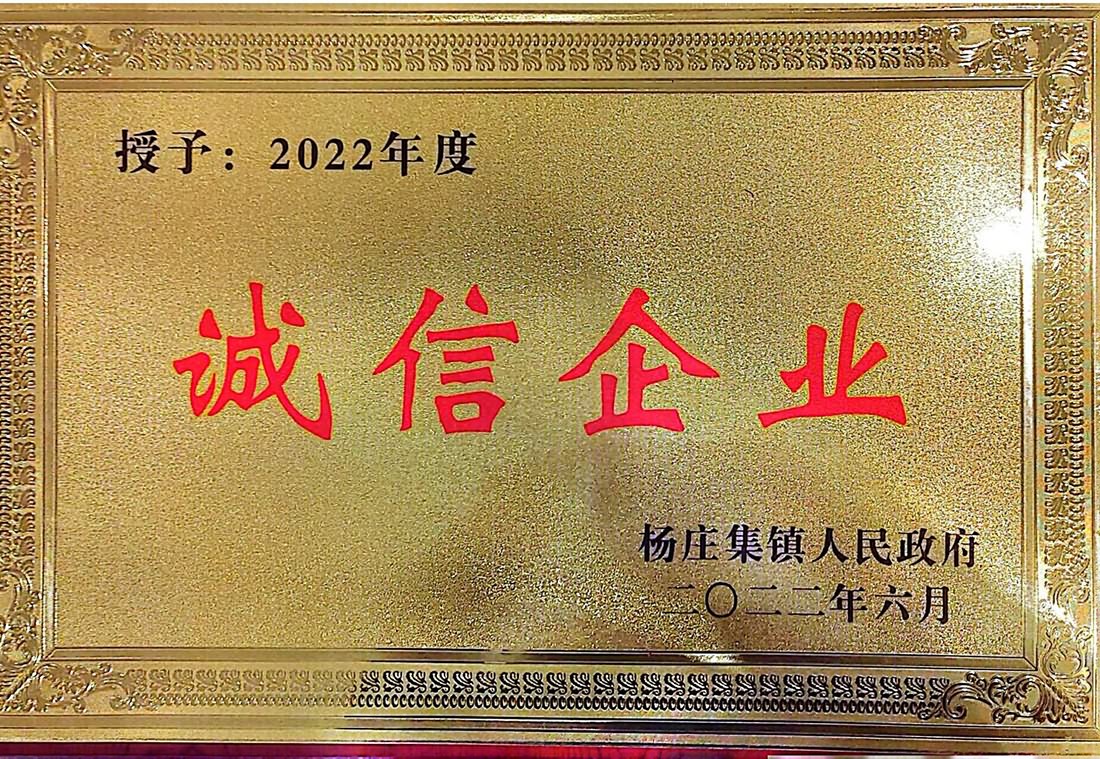 授予：2022年度
诚信企业
杨庄集镇人民政府
二〇二二年六月